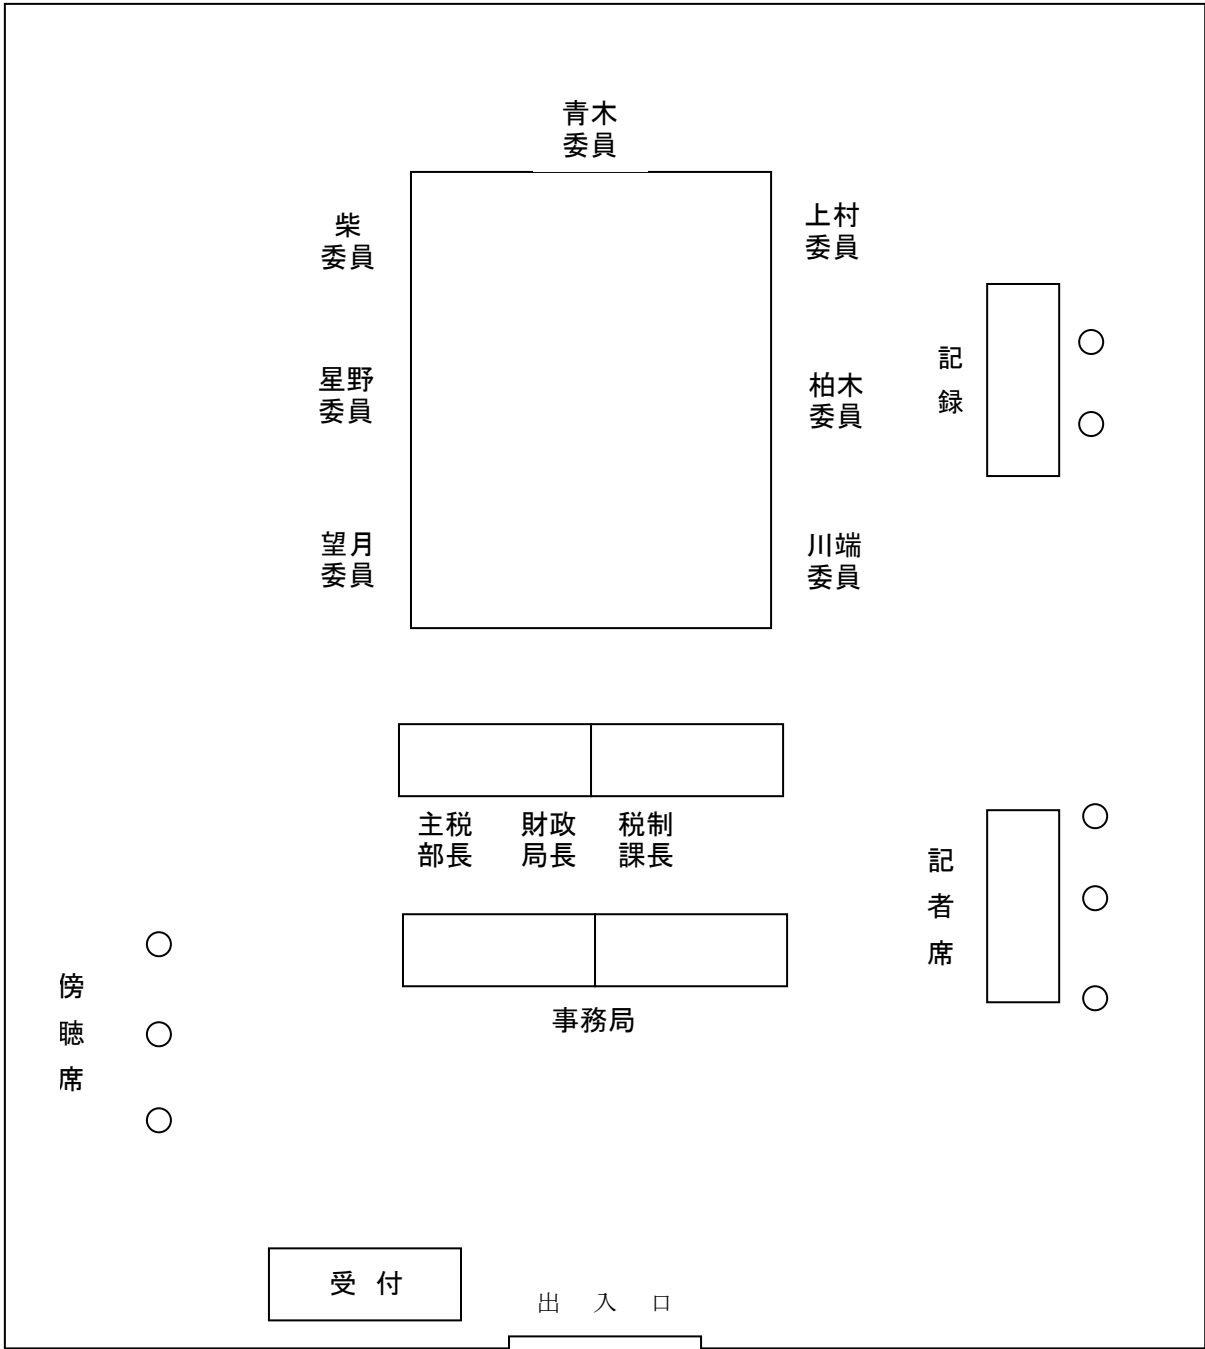 青木
委員
柴
委員
上村
委員
星野
委員
柏木
委員
記
録
望月
委員
川端
委員
主税
部長
財政
局長
税制
課長
記
者
席
事務局
傍
聴
席
受 付
出 入 口